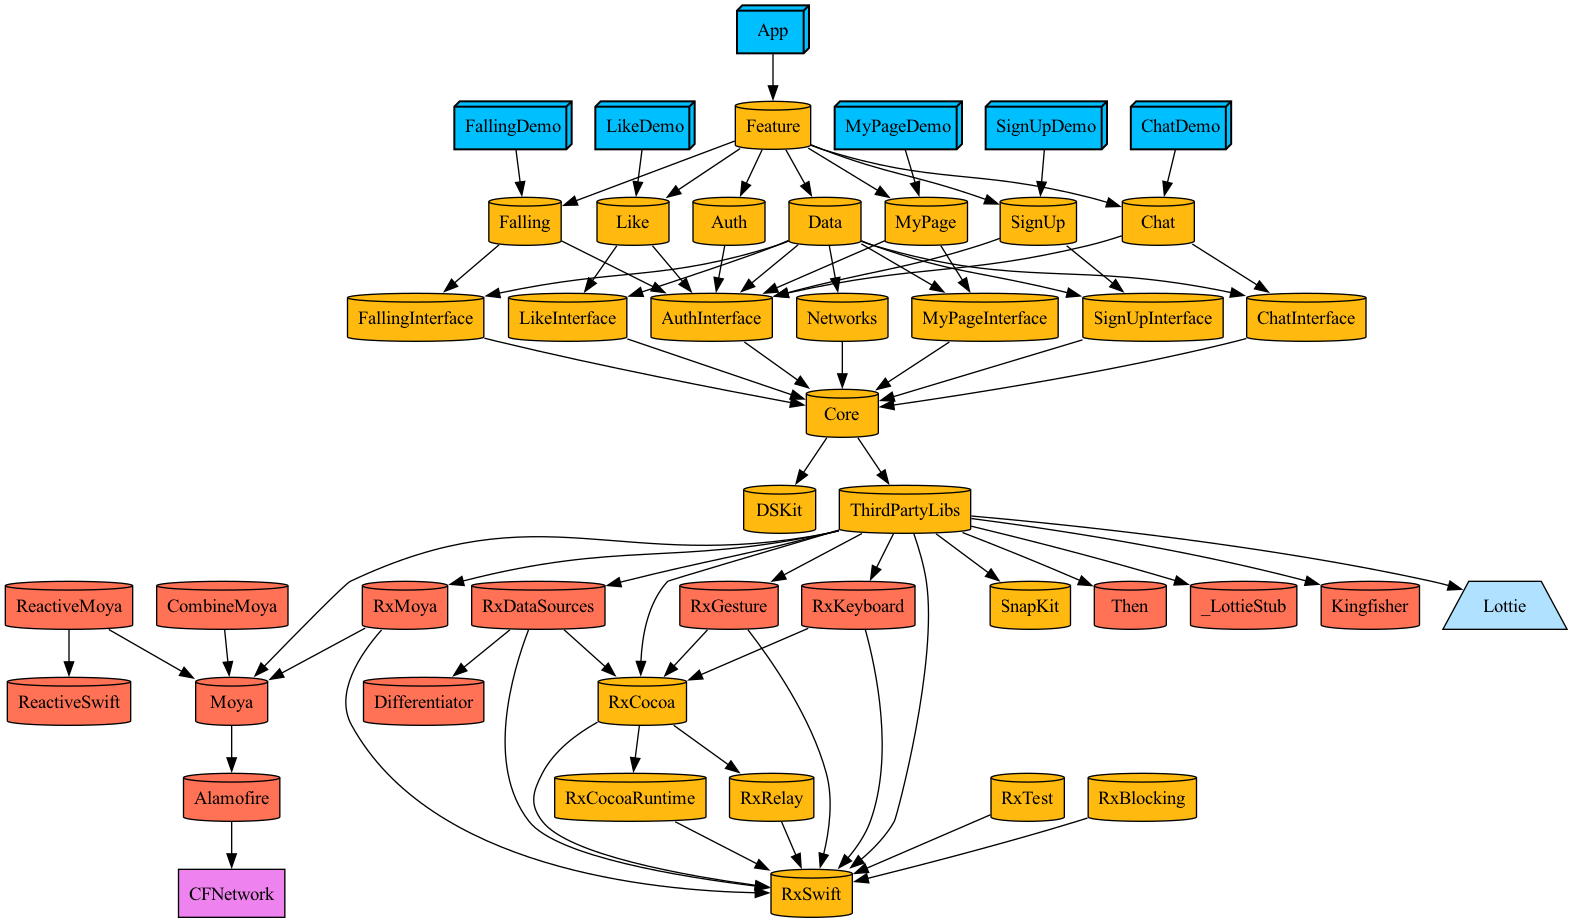 App
FallingDemo
LikeDemo
Feature
MyPageDemo
SignUpDemo
ChatDemo
Falling
Like
Auth
Data
MyPage
SignUp
Chat
FallingInterface
LikeInterface
AuthInterface
Networks
MyPageInterface
SignUpInterface
ChatInterface
Core
DSKit
ThirdPartyLibs
ReactiveMoya
CombineMoya
RxMoya
RxDataSources
RxGesture
RxKeyboard
SnapKit
Then
_LottieStub
Kingfisher
Lottie
ReactiveSwift
Moya
Differentiator
RxCocoa
Alamofire
RxCocoaRuntime
RxRelay
RxTest
RxBlocking
CFNetwork
RxSwift